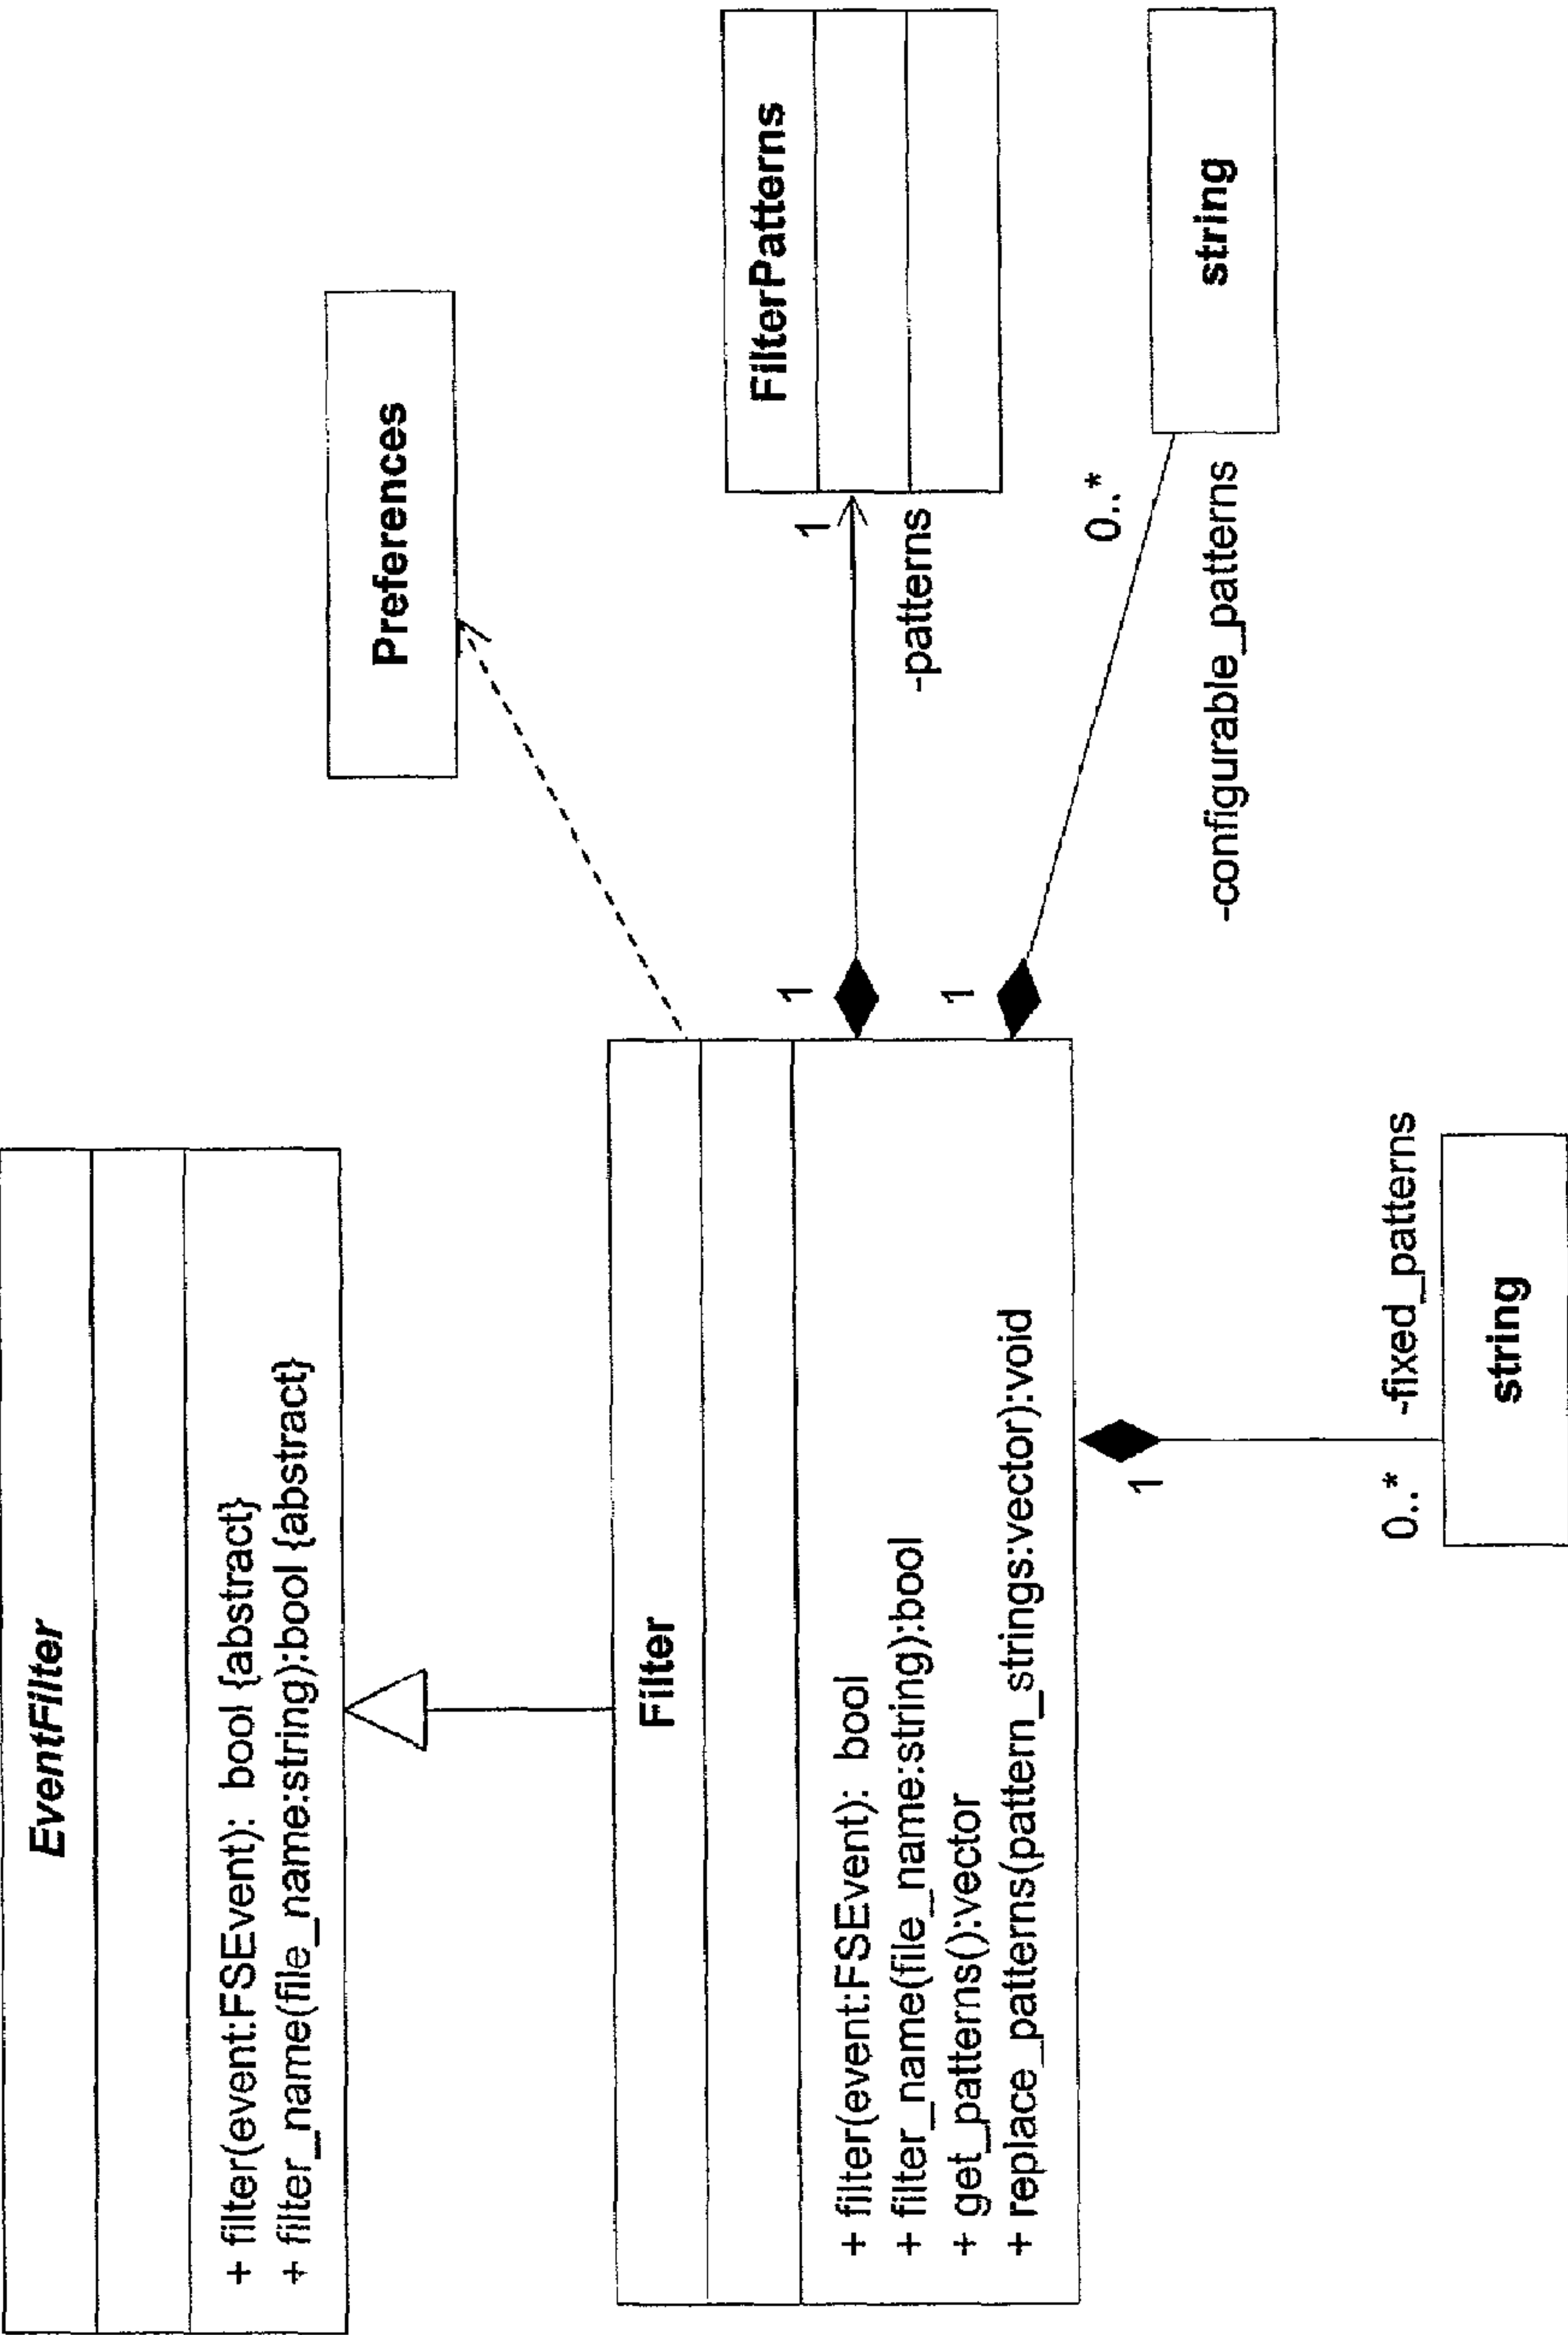 EventFilter
+ filter(event:FSEvent): bool {abstract}
+ filter_name(file_name:string):bool {abstract}
Preferences
Filter
+ filter(event:FSEvent): bool
+ filter_name(file_name:string):bool
+ get_patterns():vector
+ replace_patterns(pattern_strings:vector):void
1
1
-patterns
FilterPatterns
1
0..*
-configurable_patterns
string
1
0..*
-fixed_patterns
string